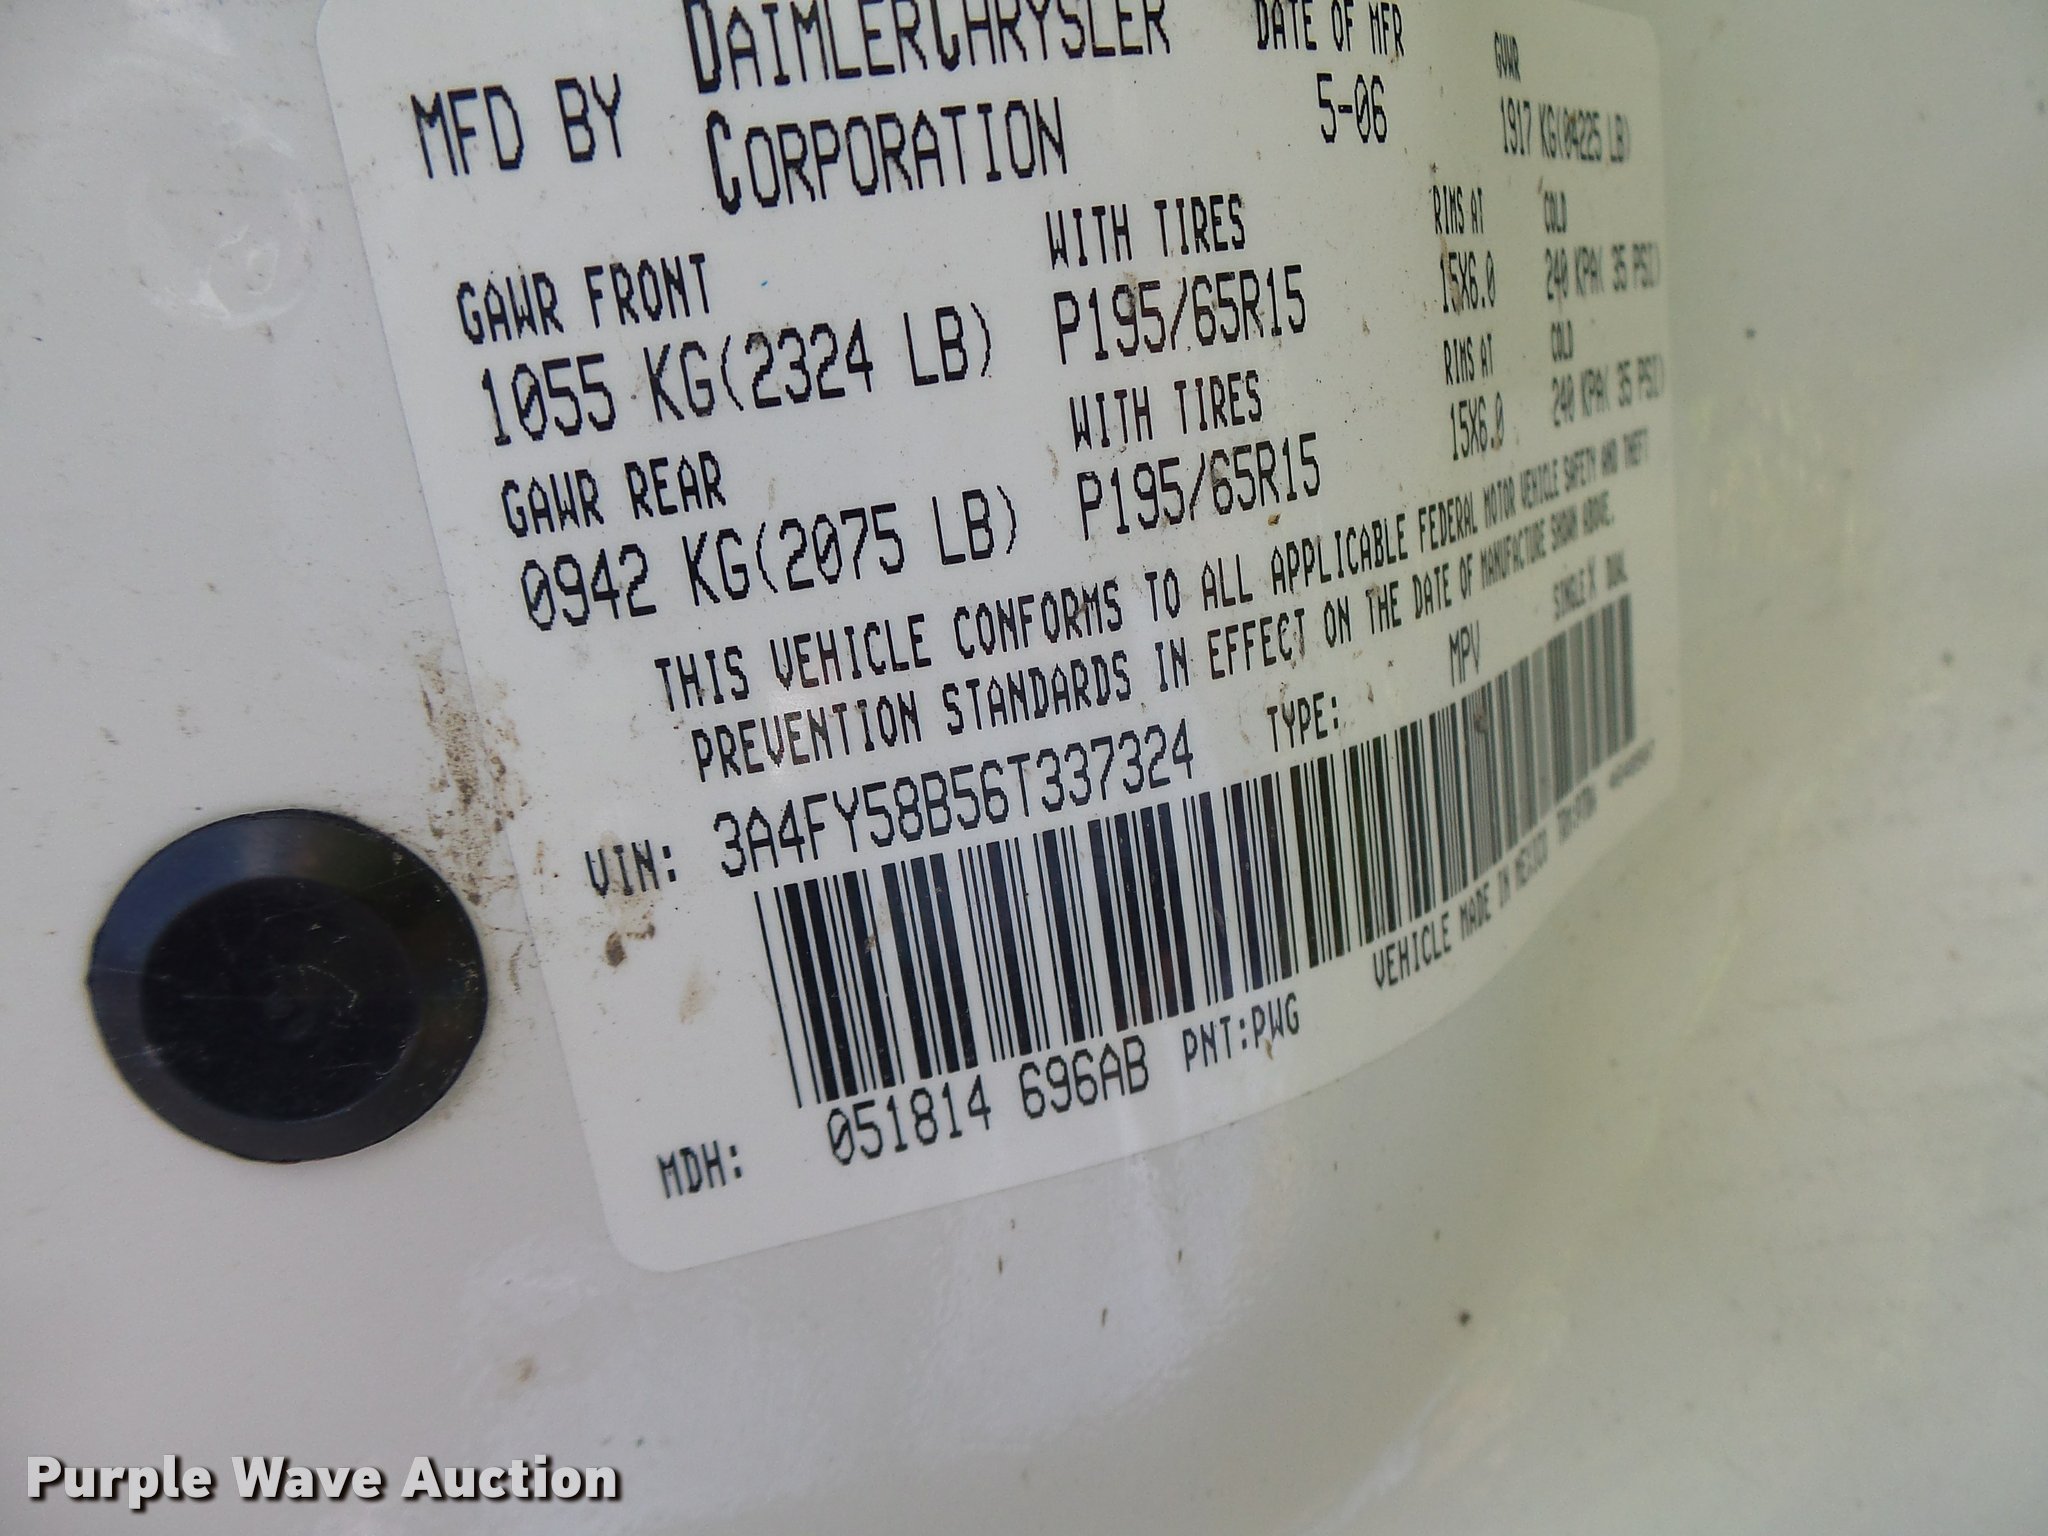 MFD BY DAIMLERCHRYSLER CORPORATION
DATE OF MFR 5-06
GVWR 1917 KG(04225 LB)
GAWR FRONT WITH TIRES RIMS AT COLD
1055 KG(2324 LB) P195/65R15 15X6.0 240 KPA( 35 PSI)
GAWR REAR WITH TIRES RIMS AT COLD
0942 KG(2075 LB) P195/65R15 15X6.0 240 KPA( 35 PSI)
THIS VEHICLE CONFORMS TO ALL APPLICABLE FEDERAL MOTOR VEHICLE SAFETY AND THEFT
PREVENTION STANDARDS IN EFFECT ON THE DATE OF MANUFACTURE SHOWN ABOVE.
VIN: 3A4FY58B56T337324 TYPE: MPV SINGLE X DUAL
MDH: 051814 696AB PNT:PWG VEHICLE MADE IN MEXICO
Purple Wave Auction